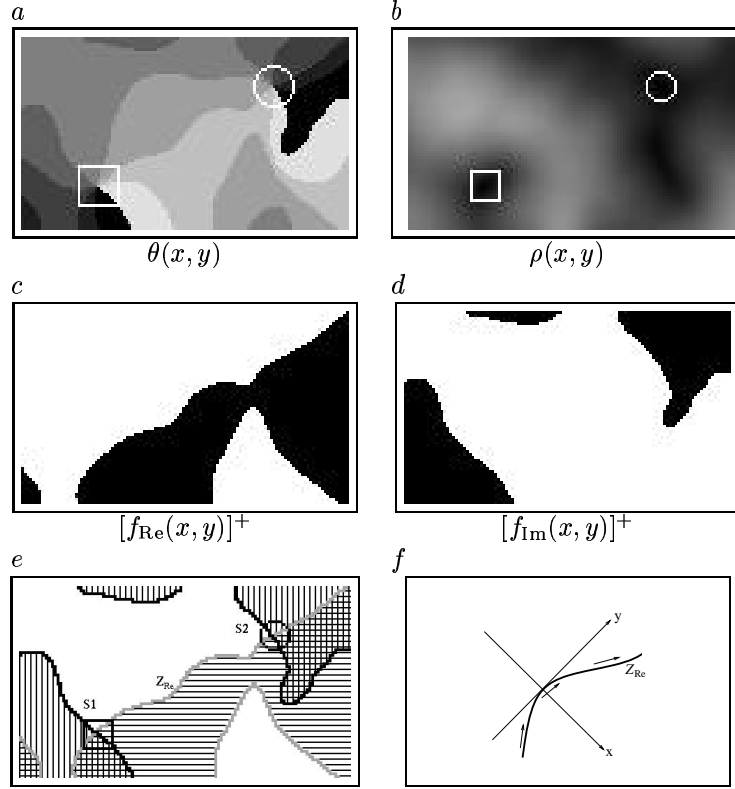 a
b
θ(x, y)
ρ(x, y)
c
d
[f_Re(x, y)]^+
[f_Im(x, y)]^+
e
f
S2
Z_Re
S1
y
Z_Re
x